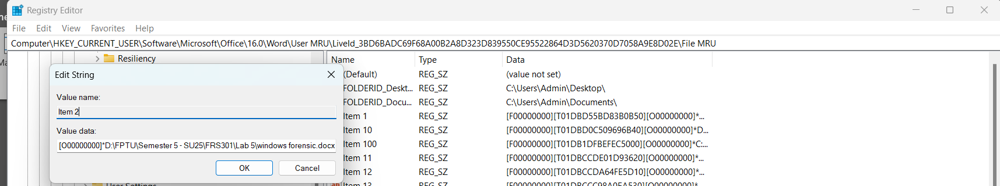 Registry Editor
File Edit View Favorites Help
Computer\HKEY_CURRENT_USER\Software\Microsoft\Office\16.0\Word\User MRU\LiveId_3BD6BADC69F68A00B2A8D323D839550CE95522864D3D5620370D7058A9E8D02E\File MRU
Resiliency
Edit String
Value name:
Item 2
Value data:
[O00000000]*D:\FPTU\Semester 5 - SU25\FRS301\Lab 5\windows forensic.docx
OK Cancel
User Settings
Name Type Data
(Default) REG_SZ (value not set)
FOLDERID_Deskt... REG_SZ C:\Users\Admin\Desktop\
FOLDERID_Docu... REG_SZ C:\Users\Admin\Documents\
Item 1 REG_SZ [F00000000][T01DBD55BD83B0B50][O00000000]*...
Item 10 REG_SZ [F00000000][T01DBD0C509696B40][O00000000]*D...
Item 100 REG_SZ [F00000000][T01DB1DFBEFEC5000][O00000000]*C:...
Item 11 REG_SZ [F00000000][T01DBCCDE01D93620][O00000000]*...
Item 12 REG_SZ [F00000000][T01DBCCDA64FE5D10][O00000000]*...
Item 13 REG_SZ